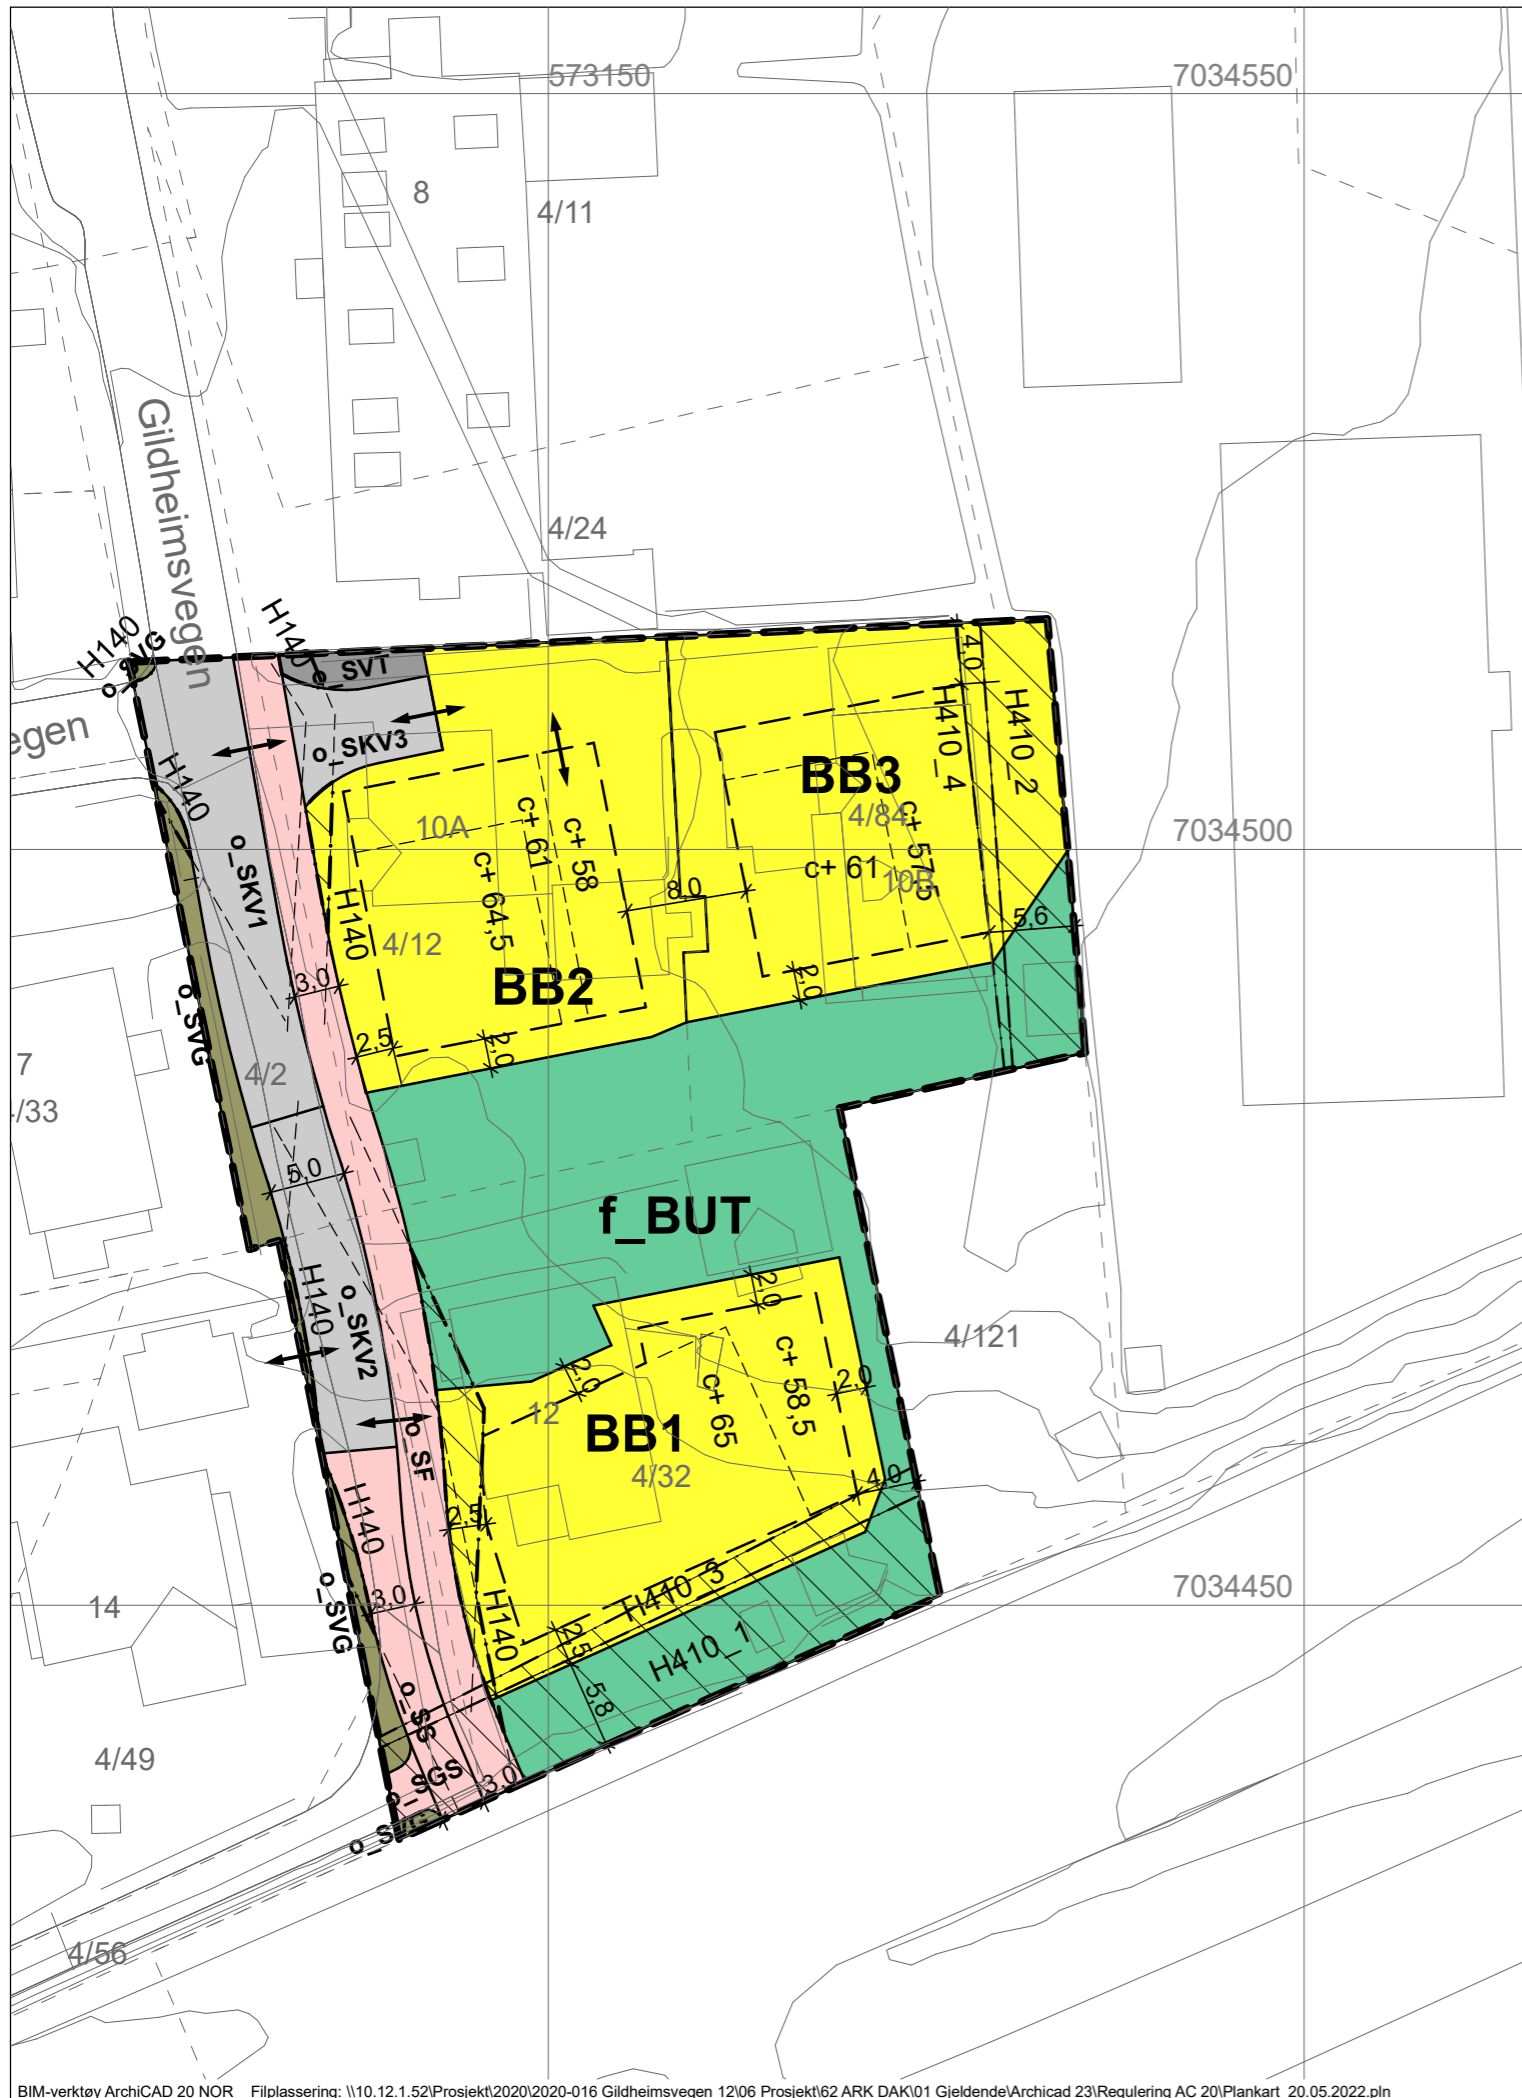 573150
7034550
8
4/11
Gildheimsvegen
4/24
H140
o_SVG
H140
o_SVT
egen
o_SKV3
H140
4,0
H410_4
H410_2
BB3
4/84
c+ 57,5
c+ 61
10B
7034500
10A
c+ 61
c+ 58
c+ 64,5
8,0
o_SKV1
H140
4/12
BB2
5,6
3,0
2,0
o_SVG
2,5
2,0
7
4/2
/33
5,0
f_BUT
H140
o_SKV2
2,0
4/121
c+ 58,5
2,0
2,0
c+ 65
12
BB1
o_SF
4/32
4,0
H140
2,5
7034450
14
3,0
o_SVG
H410_3
H140
2,5
H410_1
5,8
o_SS
4/49
3,0
o_SGS
o_SVG
4/56
BIM-verktøy ArchiCAD 20 NOR Filplassering: \\10.12.1.52\Prosjekt\2020\2020-016 Gildheimsvegen 12\06 Prosjekt\62 ARK DAK\01 Gjeldende\Archicad 23\Regulering AC 20\Plankart_20.05.2022.pln